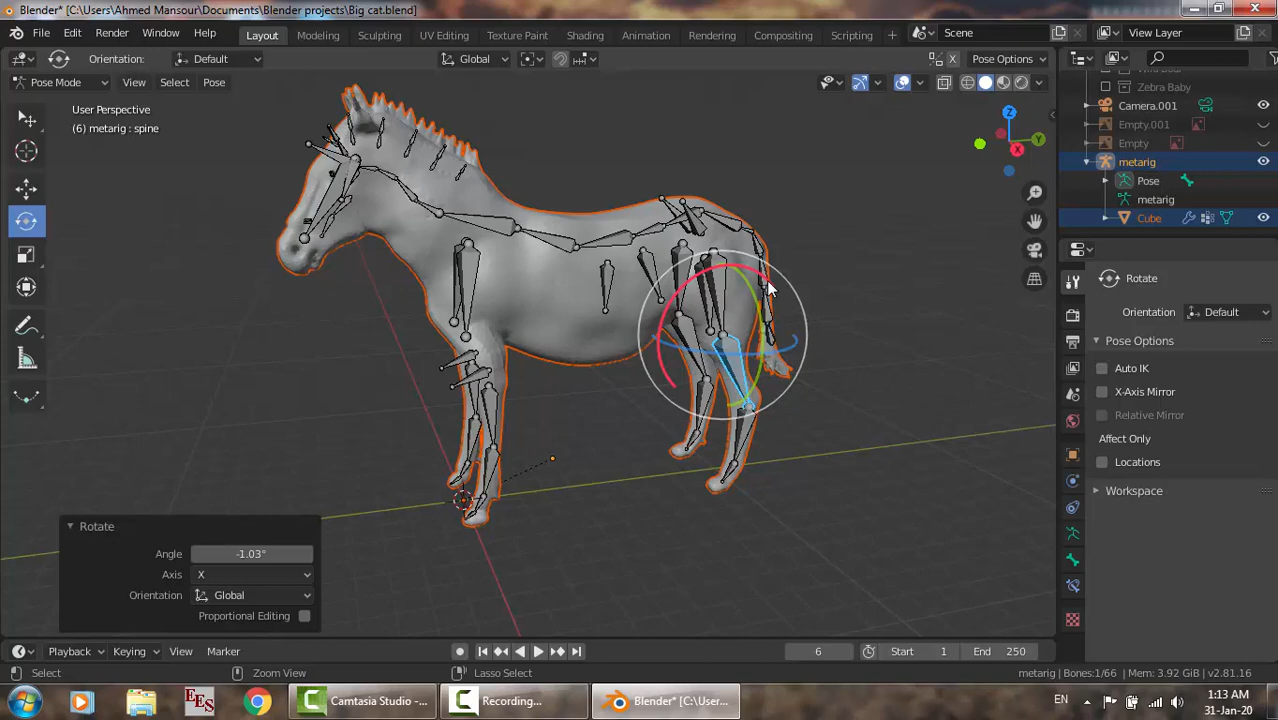 Blender* [C:\Users\Ahmed Mansour\Documents\Blender projects\Big cat.blend]
File Edit Render Window Help Layout Modeling Sculpting UV Editing Texture Paint Shading Animation Rendering Compositing Scripting Scene View Layer
Orientation: Default Global Pose Options
Pose Mode View Select Pose
Zebra Baby
User Perspective
(6) metarig : spine
Camera.001
Empty.001
Empty
metarig
Pose
metarig
Cube
Rotate
Orientation Default
Pose Options
Auto IK
X-Axis Mirror
Relative Mirror
Affect Only
Locations
Workspace
Rotate
Angle -1.03°
Axis X
Orientation Global
Proportional Editing
Playback Keying View Marker 6 Start 1 End 250
Select Zoom View Lasso Select metarig | Bones:1/66 | Mem: 3.92 GiB | v2.81.16
Camtasia Studio -... Recording... Blender* [C:\Users... EN 1:13 AM
EES 31-Jan-20